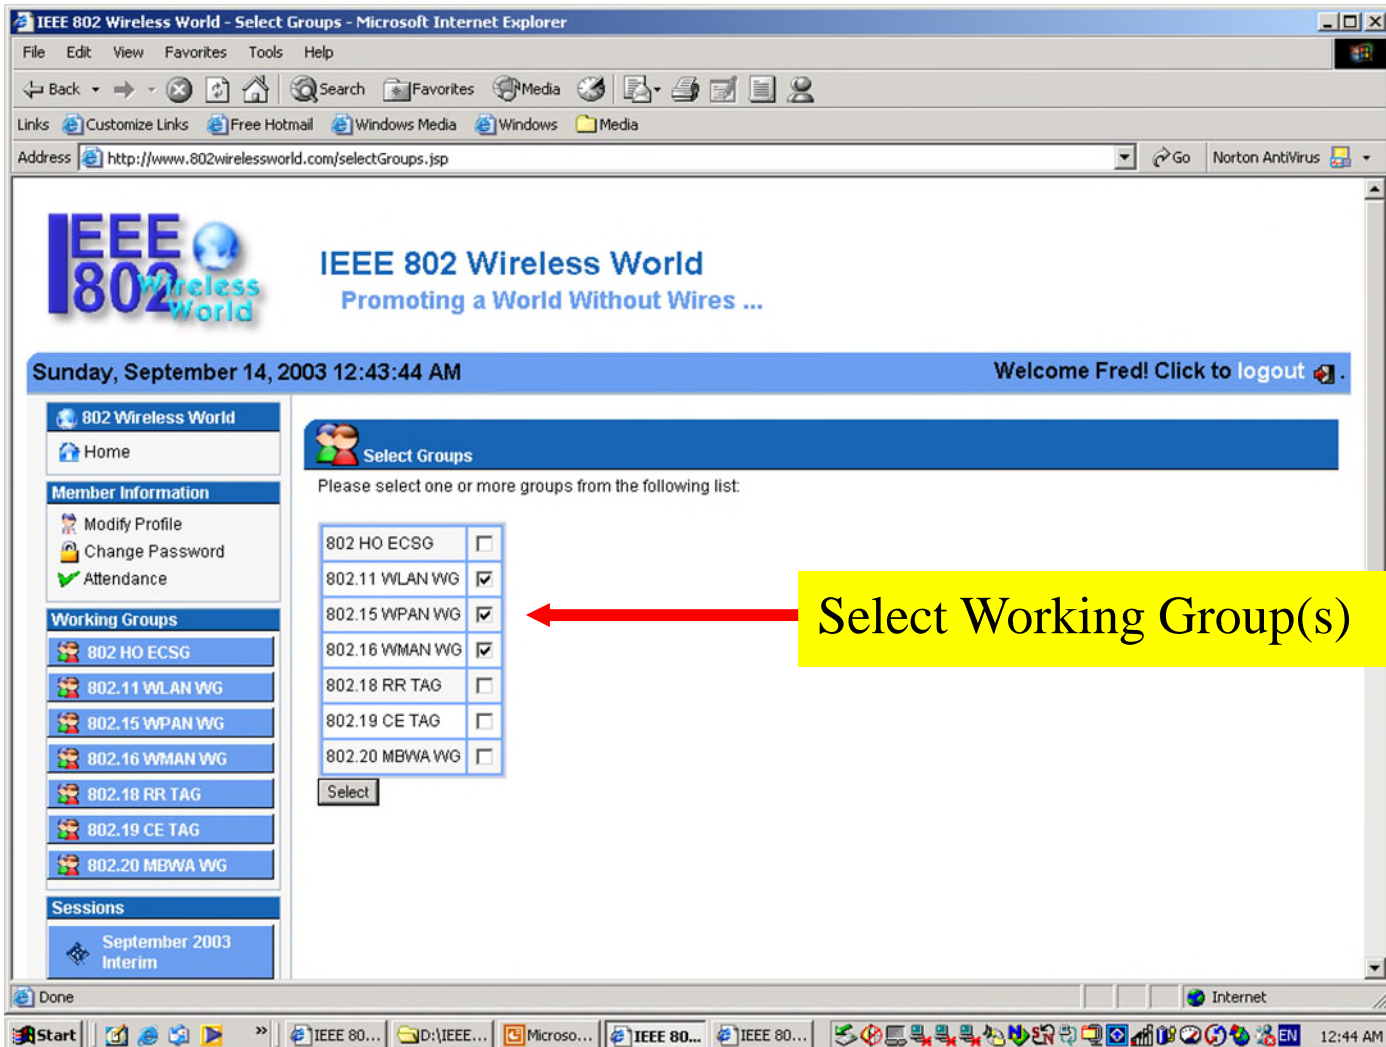 IEEE 802 Wireless World - Select Groups - Microsoft Internet Explorer
File Edit View Favorites Tools Help
Back Search Favorites Media
Links Customize Links Free Hotmail Windows Media Windows Media
Address http://www.802wirelessworld.com/selectGroups.jsp Go Norton AntiVirus
IEEE
802
Wireless
World
IEEE 802 Wireless World
Promoting a World Without Wires ...
Sunday, September 14, 2003 12:43:44 AM
Welcome Fred! Click to logout .
802 Wireless World
Home
Member Information
Modify Profile
Change Password
Attendance
Working Groups
802 HO ECSG
802.11 WLAN WG
802.15 WPAN WG
802.16 WMAN WG
802.18 RR TAG
802.19 CE TAG
802.20 MBWA WG
Sessions
September 2003
Interim
Select Groups
Please select one or more groups from the following list:
802 HO ECSG
802.11 WLAN WG
802.15 WPAN WG
802.16 WMAN WG
802.18 RR TAG
802.19 CE TAG
802.20 MBWA WG
Select
Select Working Group(s)
Done Internet
Start » IEEE 80... D:\IEEE... Microso... IEEE 80... IEEE 80... EN 12:44 AM